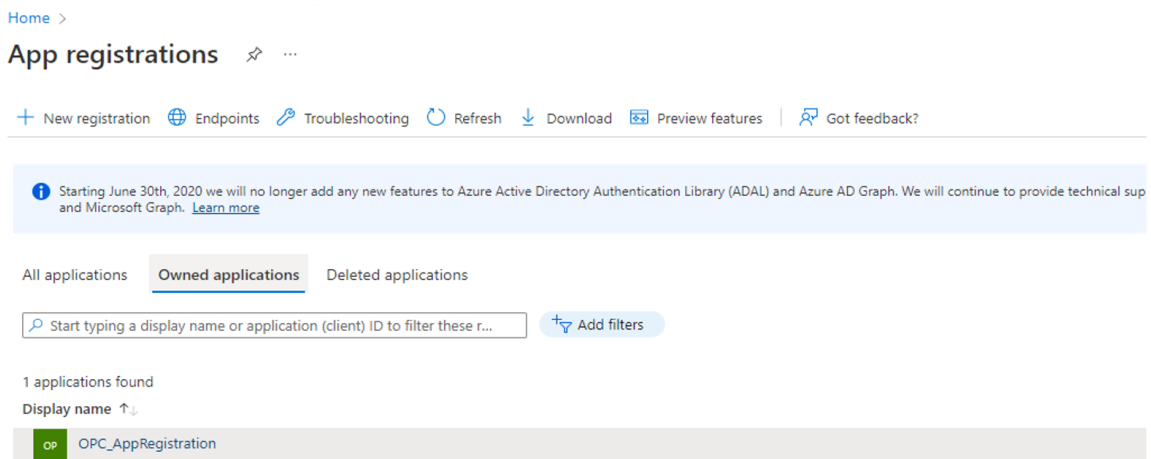 Home
App registrations
New registration Endpoints Troubleshooting Refresh Download Preview features Got feedback?
Starting June 30th, 2020 we will no longer add any new features to Azure Active Directory Authentication Library (ADAL) and Azure AD Graph. We will continue to provide technical sup
and Microsoft Graph. Learn more
All applications Owned applications Deleted applications
Start typing a display name or application (client) ID to filter these r... Add filters
1 applications found
Display name
OP OPC_AppRegistration